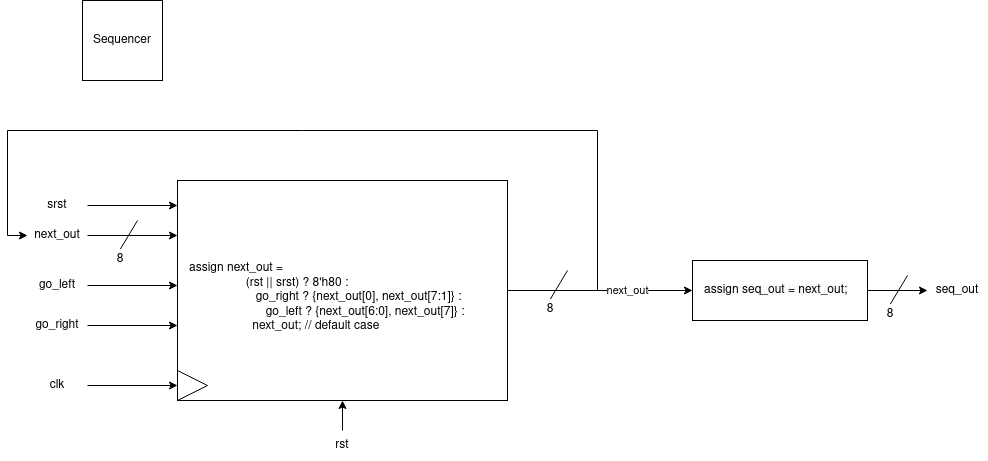 Sequencer
srst
next_out
8
go_left
go_right
clk
assign next_out =
(rst || srst) ? 8'h80 :
go_right ? {next_out[0], next_out[7:1]} :
go_left ? {next_out[6:0], next_out[7]} :
next_out; // default case
rst
8
next_out
assign seq_out = next_out;
8
seq_out